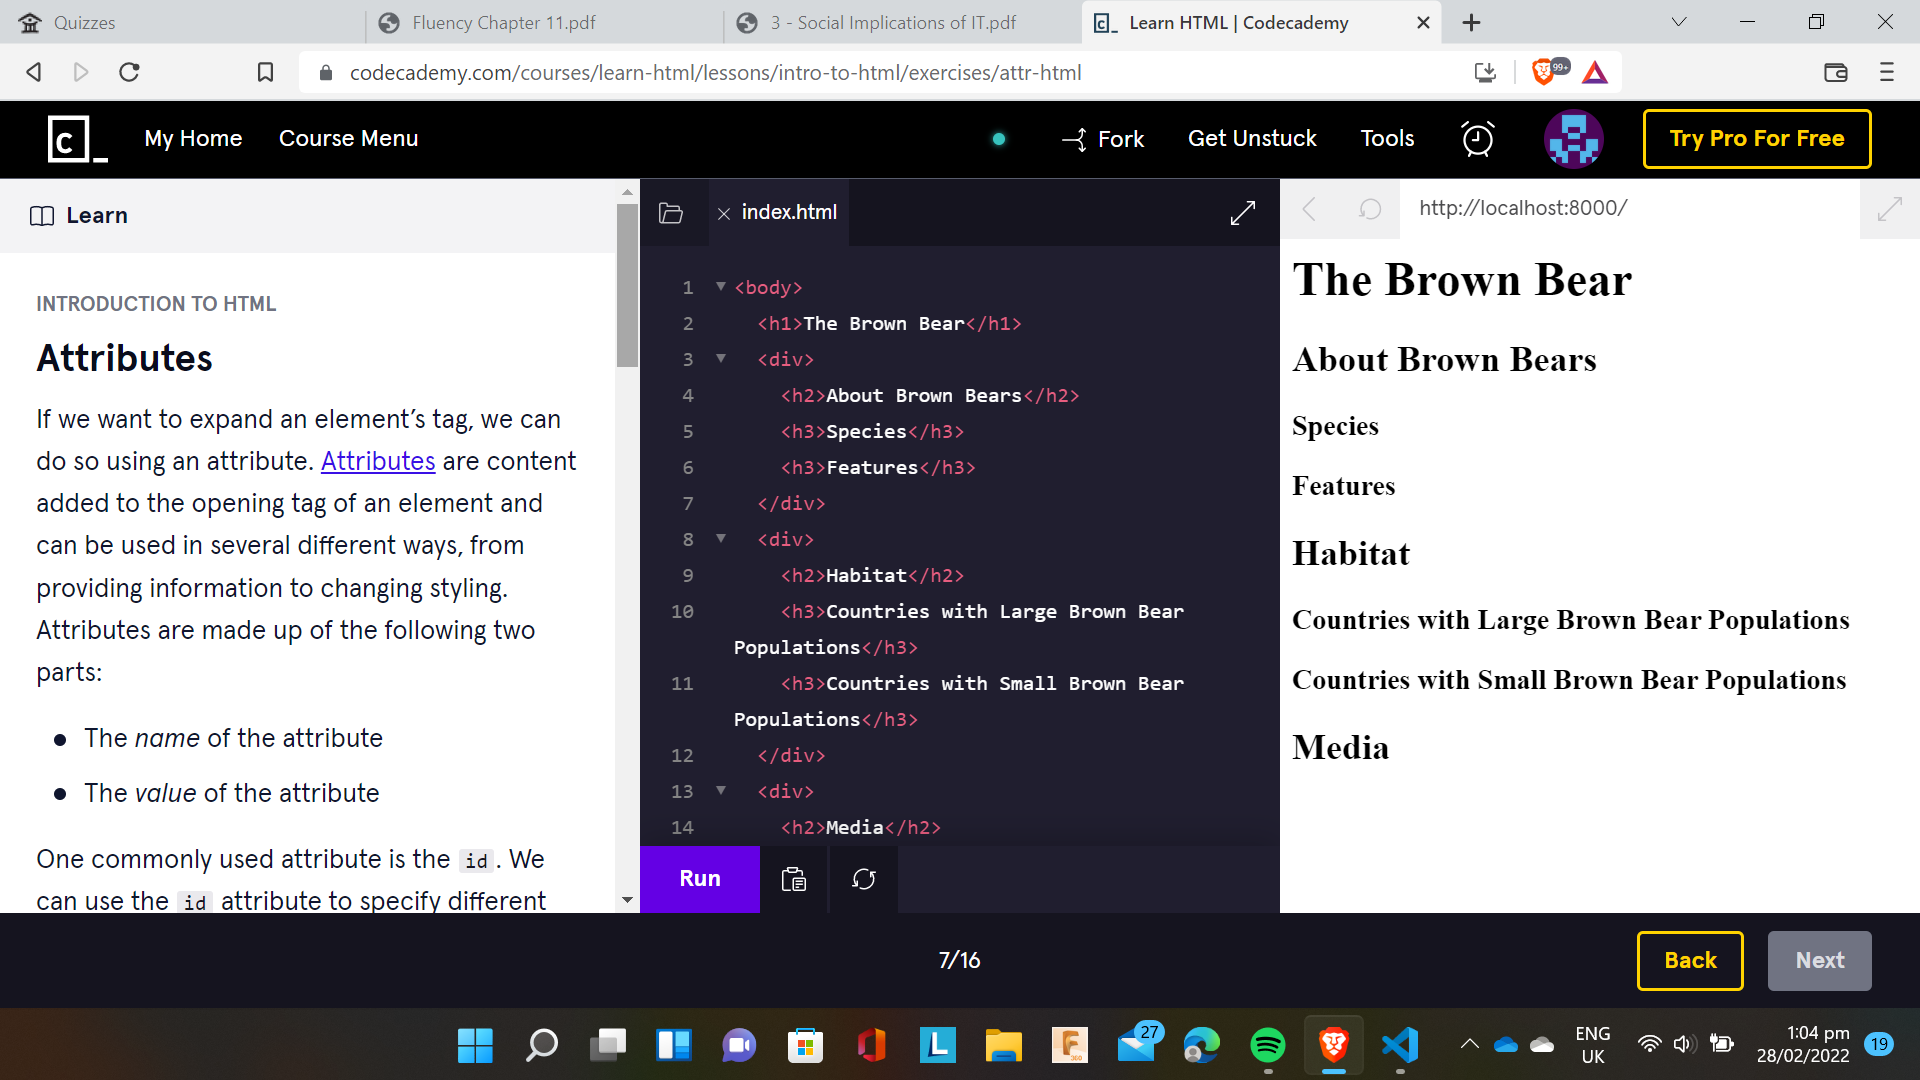 Quizzes
Fluency Chapter 11.pdf
3 - Social Implications of IT.pdf
Learn HTML | Codecademy
codecademy.com/courses/learn-html/lessons/intro-to-html/exercises/attr-html
99+
c_
My Home
Course Menu
Fork
Get Unstuck
Tools
Try Pro For Free
Learn
INTRODUCTION TO HTML
Attributes
If we want to expand an element’s tag, we can
do so using an attribute. Attributes are content
added to the opening tag of an element and
can be used in several different ways, from
providing information to changing styling.
Attributes are made up of the following two
parts:
The name of the attribute
The value of the attribute
One commonly used attribute is the id. We
can use the id attribute to specify different
index.html
1 <body>
2 <h1>The Brown Bear</h1>
3 <div>
4 <h2>About Brown Bears</h2>
5 <h3>Species</h3>
6 <h3>Features</h3>
7 </div>
8 <div>
9 <h2>Habitat</h2>
10 <h3>Countries with Large Brown Bear
Populations</h3>
11 <h3>Countries with Small Brown Bear
Populations</h3>
12 </div>
13 <div>
14 <h2>Media</h2>
Run
http://localhost:8000/
The Brown Bear
About Brown Bears
Species
Features
Habitat
Countries with Large Brown Bear Populations
Countries with Small Brown Bear Populations
Media
7/16
Back
Next
L
F
360
27
ENG
UK
1:04 pm
28/02/2022
19